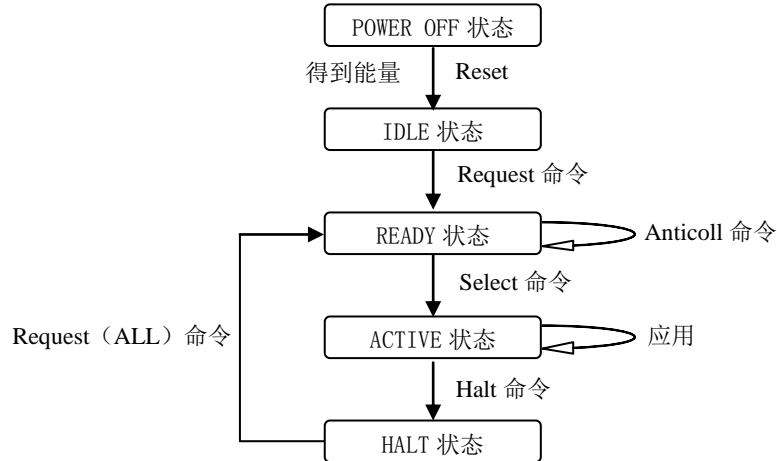 POWER OFF 状态
得到能量 Reset
IDLE 状态
Request 命令
READY 状态
Anticoll 命令
Select 命令
Request（ALL）命令
ACTIVE 状态
应用
Halt 命令
HALT 状态